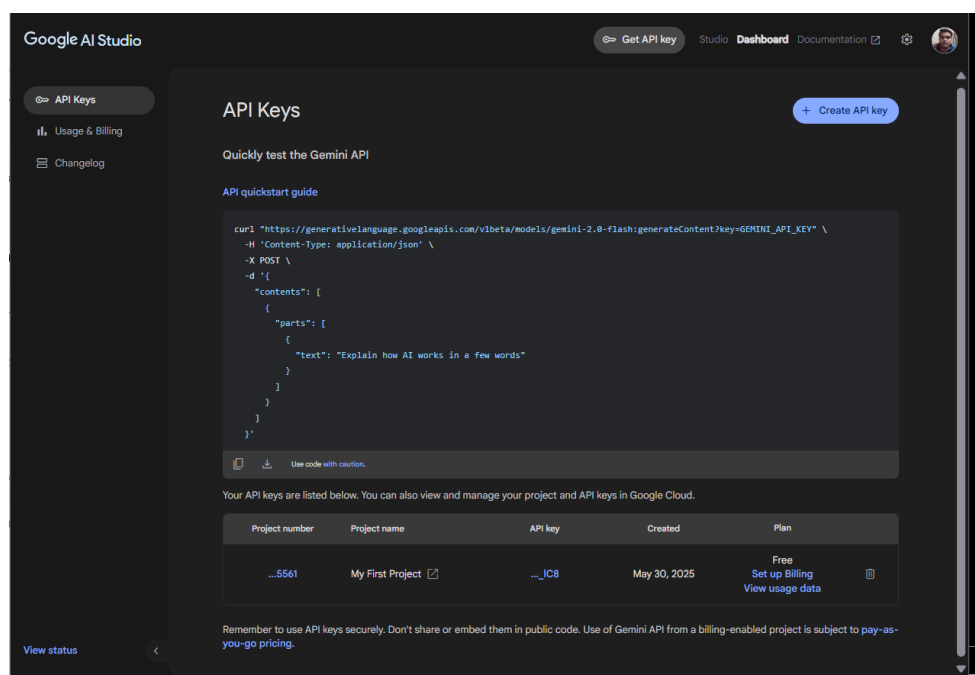 Google AI Studio
Get API key Studio Dashboard Documentation
API Keys
Usage & Billing
Changelog
API Keys
+ Create API key
Quickly test the Gemini API
API quickstart guide
curl "https://generativelanguage.googleapis.com/v1beta/models/gemini-2.0-flash:generateContent?key=GEMINI_API_KEY" \
-H 'Content-Type: application/json' \
-X POST \
-d '{
"contents": [
{
"parts": [
{
"text": "Explain how AI works in a few words"
}
]
}
]
}'
Use code with caution.
Your API keys are listed below. You can also view and manage your project and API keys in Google Cloud.
Project number Project name API key Created Plan
...5561 My First Project ..._lC8 May 30, 2025 Free
Set up Billing
View usage data
Remember to use API keys securely. Don't share or embed them in public code. Use of Gemini API from a billing-enabled project is subject to pay-as-
you-go pricing.
View status